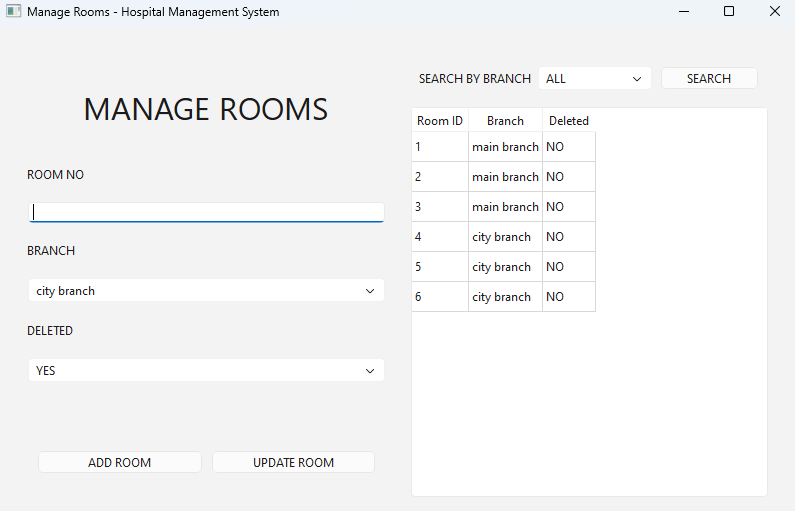 Manage Rooms - Hospital Management System
MANAGE ROOMS
ROOM NO
BRANCH
city branch
DELETED
YES
ADD ROOM UPDATE ROOM
SEARCH BY BRANCH ALL SEARCH
Room ID Branch Deleted
1 main branch NO
2 main branch NO
3 main branch NO
4 city branch NO
5 city branch NO
6 city branch NO